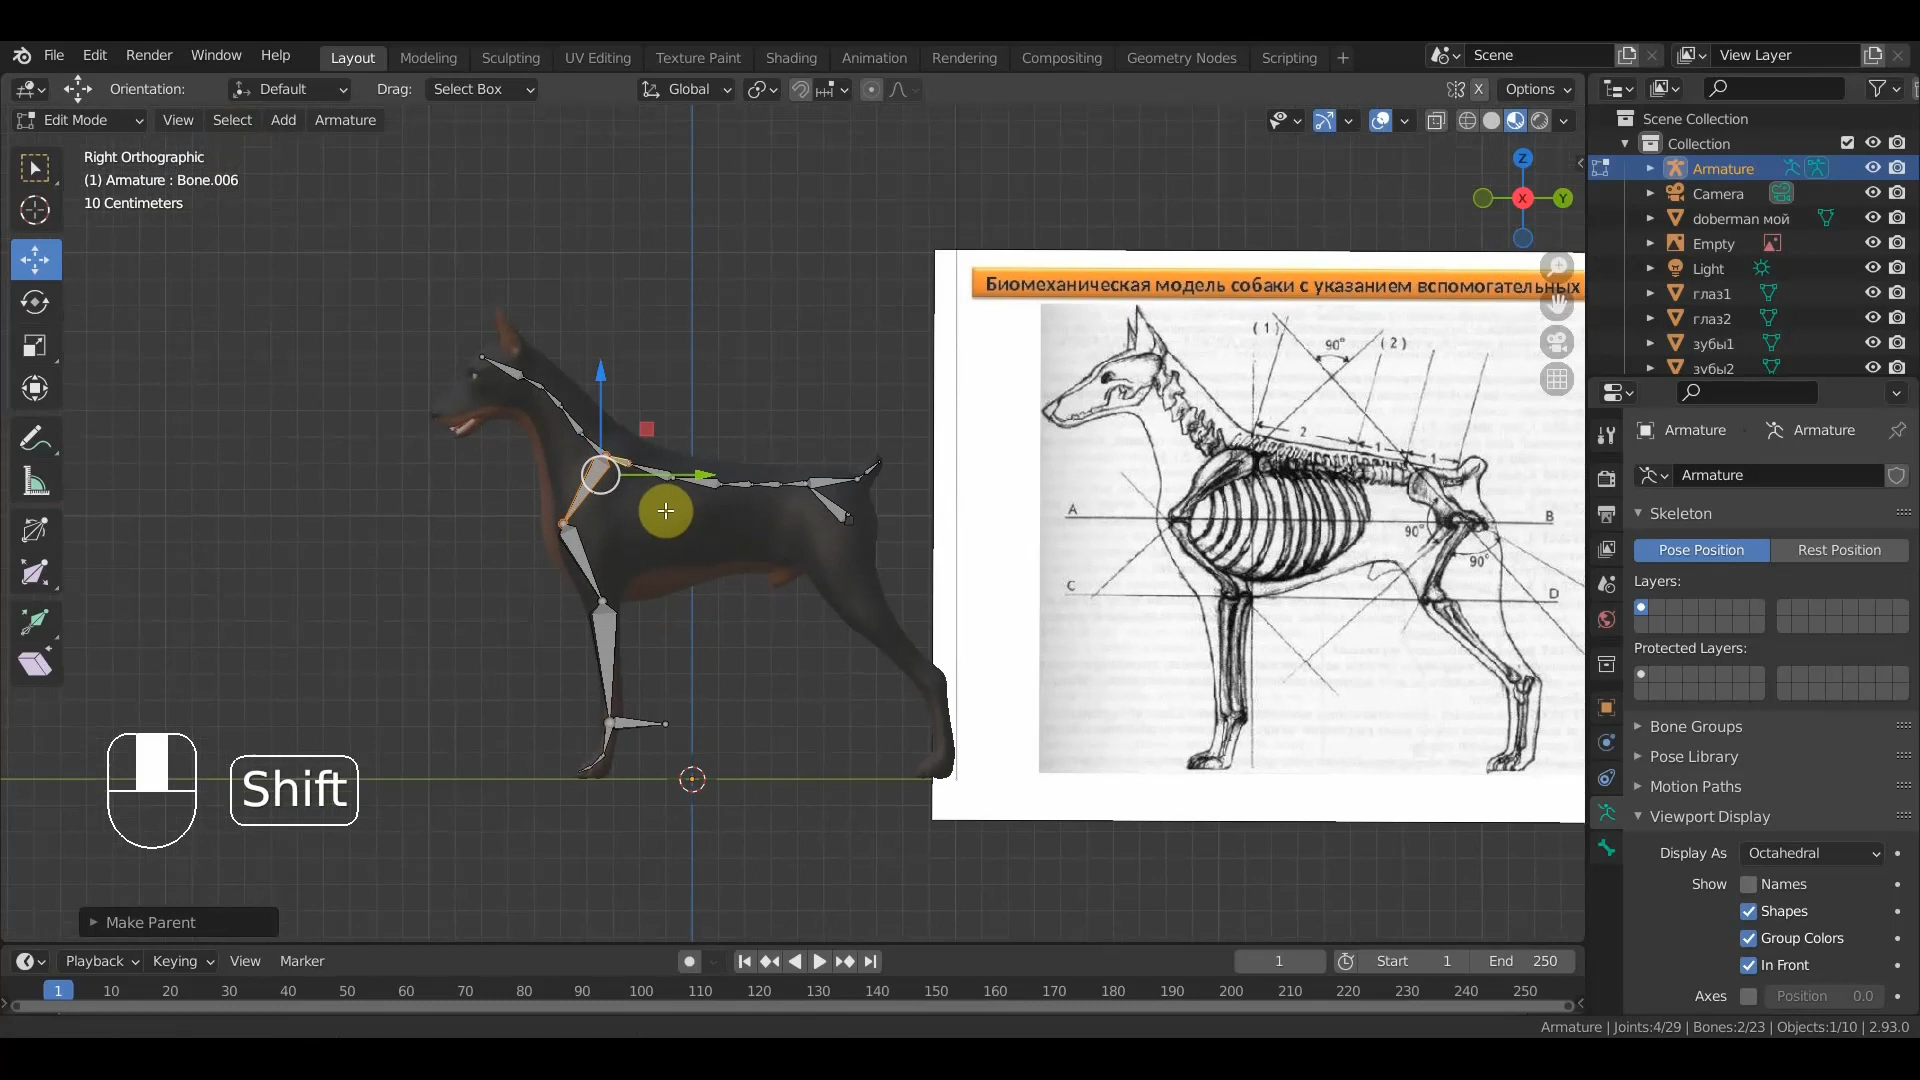 File Edit Render Window Help Layout Modeling Sculpting UV Editing Texture Paint Shading Animation Rendering Compositing Geometry Nodes Scripting + Scene View Layer
Orientation: Default Drag: Select Box Global X Options
Edit Mode View Select Add Armature
Right Orthographic
(1) Armature : Bone.006
10 Centimeters
Z
X
Y
Биомеханическая модель собаки с указанием вспомогательных
(1)
90°
(2)
2
1
1
A
B
90°
90°
C
D
Shift
Make Parent
Scene Collection
Collection
Armature
Camera
doberman мой
Empty
Light
глаз1
глаз2
зубы1
зубы2
Armature Armature
Armature
Skeleton
Pose Position Rest Position
Layers:
Protected Layers:
Bone Groups
Pose Library
Motion Paths
Viewport Display
Display As Octahedral
Show Names
Shapes
Group Colors
In Front
Axes Position 0.0
Playback Keying View Marker 1 Start 1 End 250
1 10 20 30 40 50 60 70 80 90 100 110 120 130 140 150 160 170 180 190 200 210 220 230 240 250
Armature | Joints:4/29 | Bones:2/23 | Objects:1/10 | 2.93.0